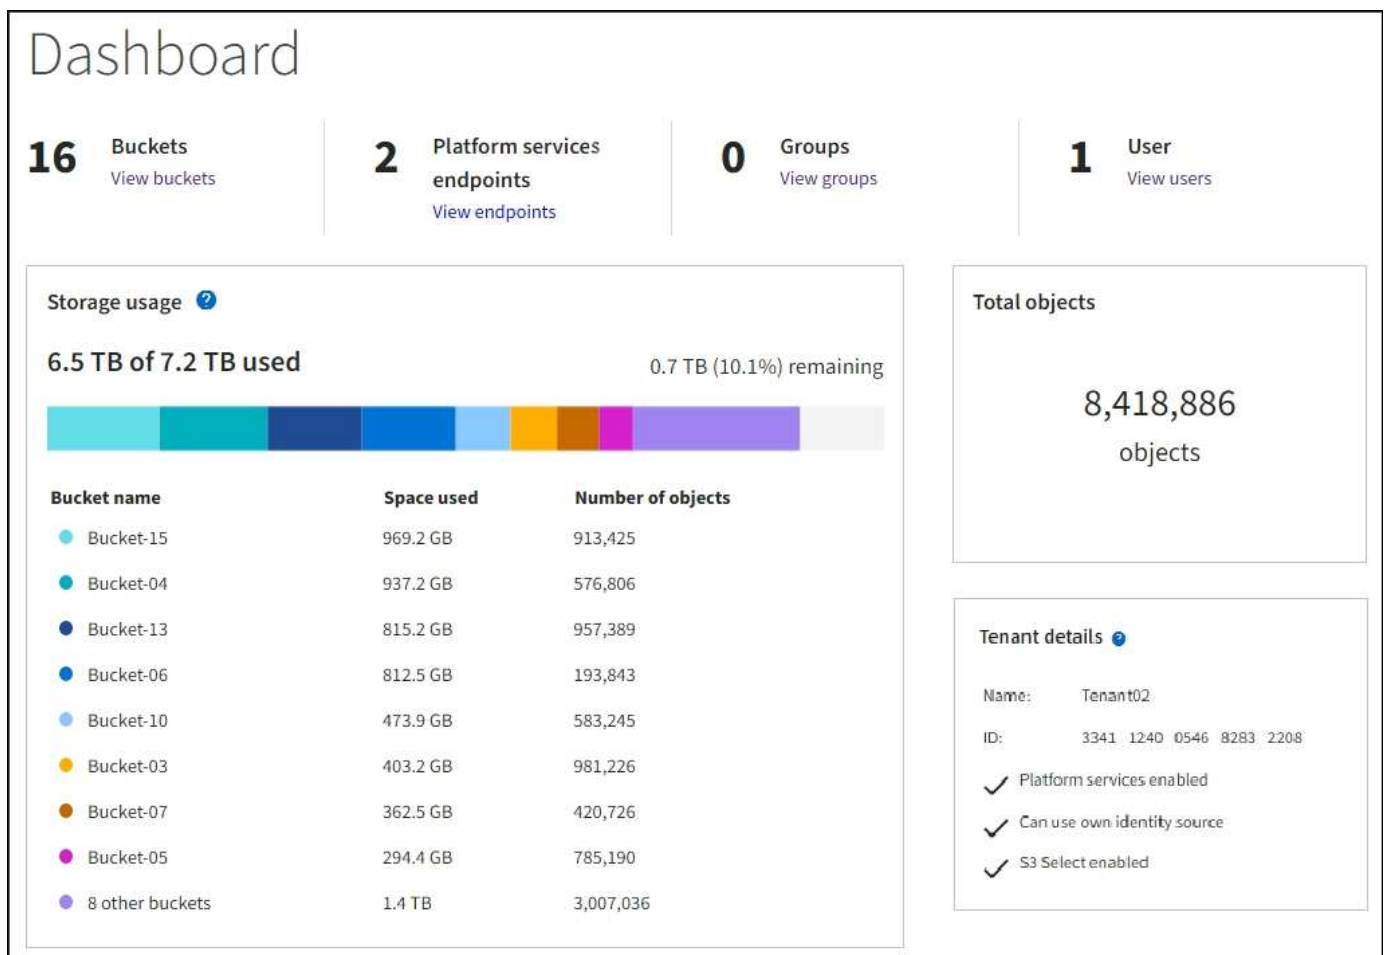 Dashboard
16 Buckets
View buckets
2 Platform services
endpoints
View endpoints
0 Groups
View groups
1 User
View users
Storage usage ?
6.5 TB of 7.2 TB used
0.7 TB (10.1%) remaining
Bucket name Space used Number of objects
Bucket-15 969.2 GB 913,425
Bucket-04 937.2 GB 576,806
Bucket-13 815.2 GB 957,389
Bucket-06 812.5 GB 193,843
Bucket-10 473.9 GB 583,245
Bucket-03 403.2 GB 981,226
Bucket-07 362.5 GB 420,726
Bucket-05 294.4 GB 785,190
8 other buckets 1.4 TB 3,007,036
Total objects
8,418,886
objects
Tenant details ?
Name: Tenant02
ID: 3341 1240 0546 8283 2208
Platform services enabled
Can use own identity source
S3 Select enabled